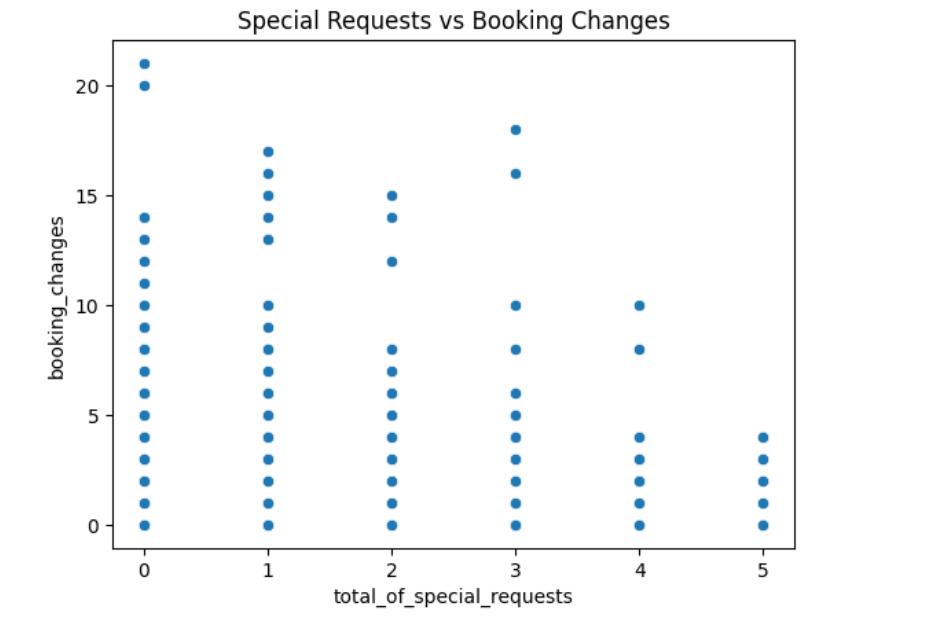 Special Requests vs Booking Changes
booking_changes
20
15
10
5
0
0 1 2 3 4 5
total_of_special_requests